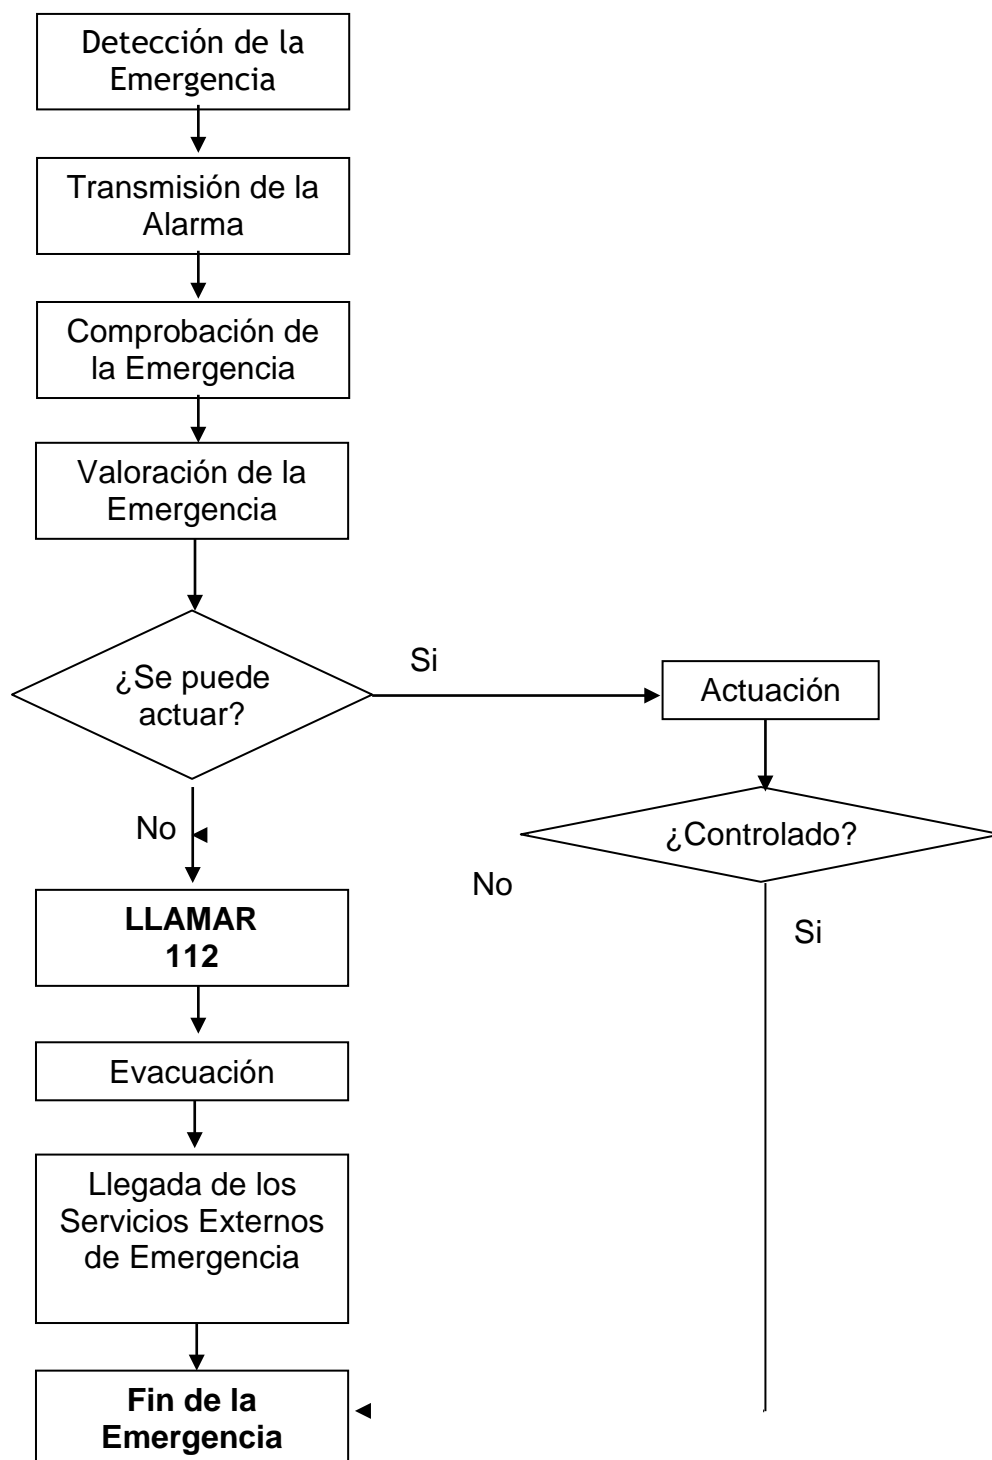 Detección de la
Emergencia
Transmisión de la
Alarma
Comprobación de
la Emergencia
Valoración de la
Emergencia
¿Se puede
actuar?
Si
Actuación
No
¿Controlado?
No
Si
LLAMAR
112
Evacuación
Llegada de los
Servicios Externos
de Emergencia
Fin de la
Emergencia